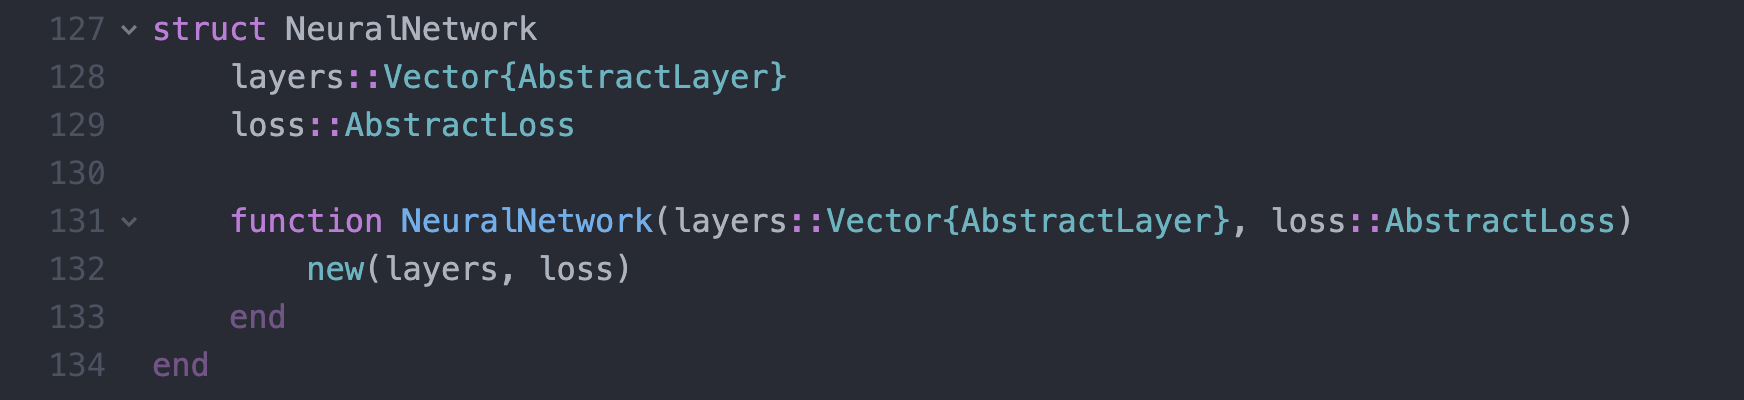 127 struct NeuralNetwork
128     layers::Vector{AbstractLayer}
129     loss::AbstractLoss
130
131     function NeuralNetwork(layers::Vector{AbstractLayer}, loss::AbstractLoss)
132         new(layers, loss)
133     end
134 end